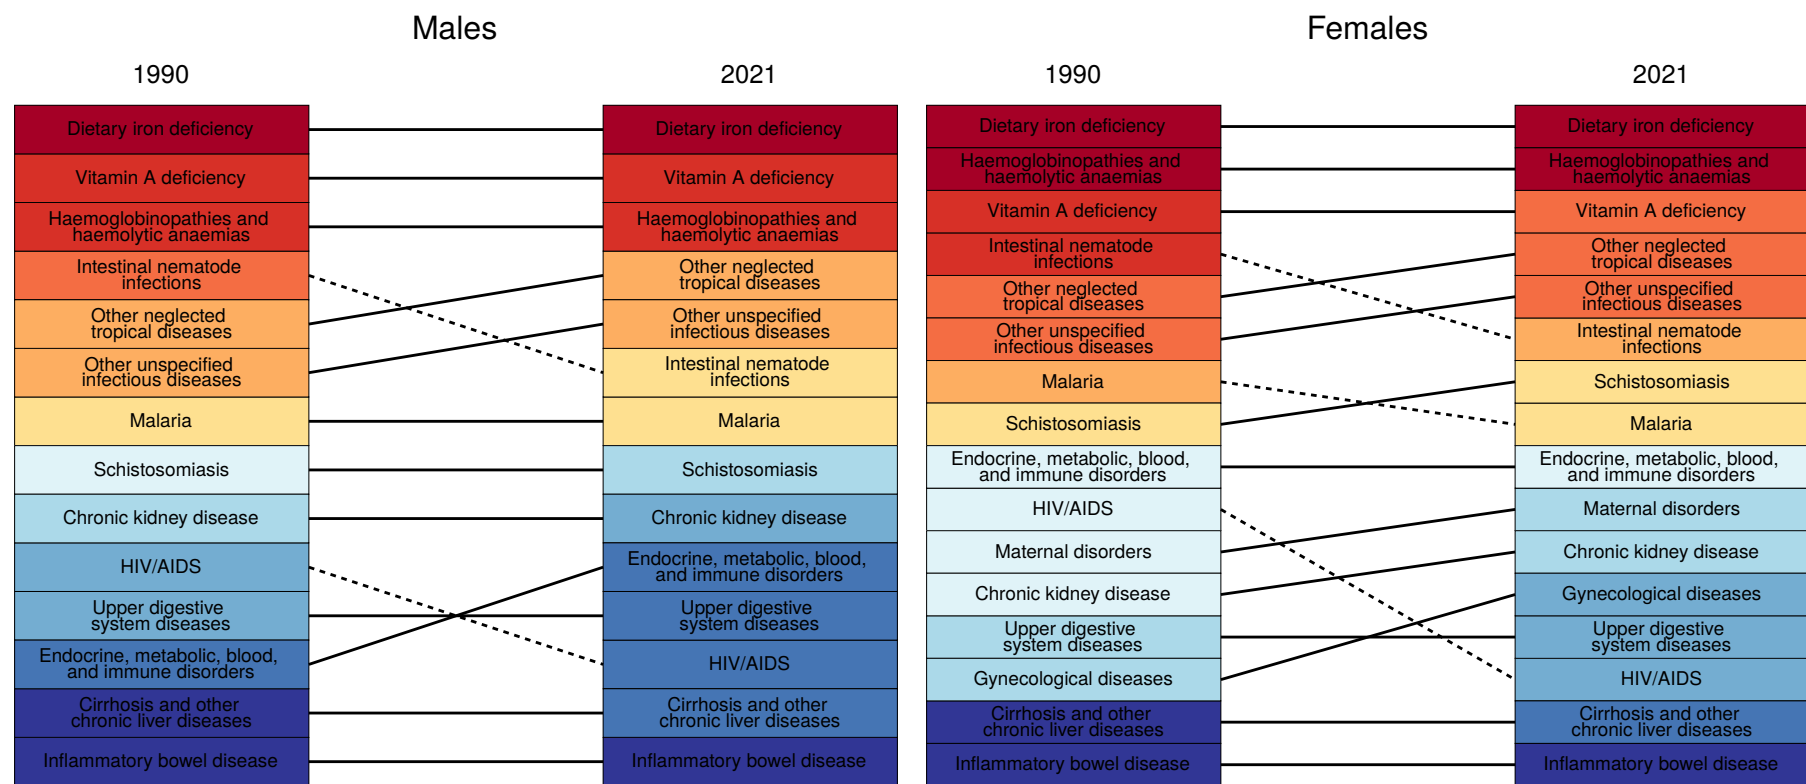 Males
1990
2021
Dietary iron deficiency
Vitamin A deficiency
Haemoglobinopathies and
haemolytic anaemias
Intestinal nematode
infections
Other neglected
tropical diseases
Other unspecified
infectious diseases
Malaria
Schistosomiasis
Chronic kidney disease
HIV/AIDS
Upper digestive
system diseases
Endocrine, metabolic, blood,
and immune disorders
Cirrhosis and other
chronic liver diseases
Inflammatory bowel disease
Dietary iron deficiency
Vitamin A deficiency
Haemoglobinopathies and
haemolytic anaemias
Other neglected
tropical diseases
Other unspecified
infectious diseases
Intestinal nematode
infections
Malaria
Schistosomiasis
Chronic kidney disease
Endocrine, metabolic, blood,
and immune disorders
Upper digestive
system diseases
HIV/AIDS
Cirrhosis and other
chronic liver diseases
Inflammatory bowel disease
Females
1990
2021
Dietary iron deficiency
Haemoglobinopathies and
haemolytic anaemias
Vitamin A deficiency
Intestinal nematode
infections
Other neglected
tropical diseases
Other unspecified
infectious diseases
Malaria
Schistosomiasis
Endocrine, metabolic, blood,
and immune disorders
HIV/AIDS
Maternal disorders
Chronic kidney disease
Upper digestive
system diseases
Gynecological diseases
Cirrhosis and other
chronic liver diseases
Inflammatory bowel disease
Dietary iron deficiency
Haemoglobinopathies and
haemolytic anaemias
Vitamin A deficiency
Other neglected
tropical diseases
Other unspecified
infectious diseases
Intestinal nematode
infections
Schistosomiasis
Malaria
Endocrine, metabolic, blood,
and immune disorders
Maternal disorders
Chronic kidney disease
Gynecological diseases
Upper digestive
system diseases
HIV/AIDS
Cirrhosis and other
chronic liver diseases
Inflammatory bowel disease